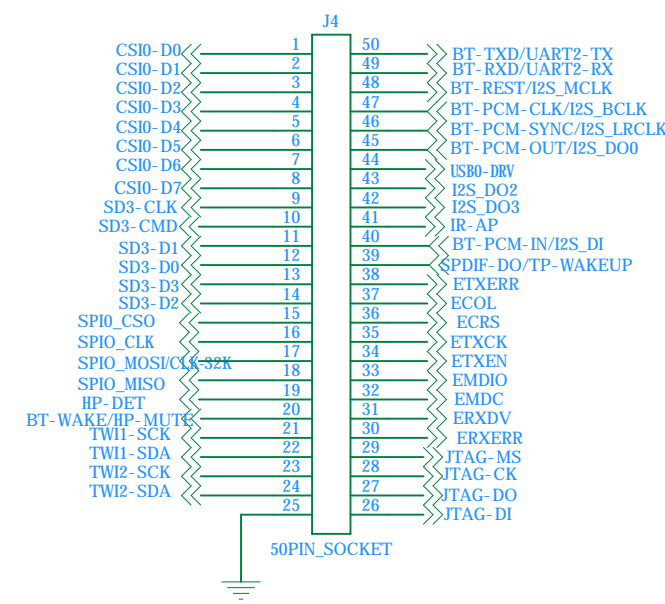 J4
CSI0-D0 1 50 BT-TXD/UART2-TX
CSI0-D1 2 49 BT-RXD/UART2-RX
CSI0-D2 3 48 BT-REST/I2S_MCLK
CSI0-D3 4 47 BT-PCM-CLK/I2S_BCLK
CSI0-D4 5 46 BT-PCM-SYNC/I2S_LRCLK
CSI0-D5 6 45 BT-PCM-OUT/I2S_DO0
CSI0-D6 7 44 USB0-DRV
CSI0-D7 8 43 I2S_DO2
SD3-CLK 9 42 I2S_DO3
SD3-CMD 10 41 IR-AP
SD3-D1 11 40 BT-PCM-IN/I2S_DI
SD3-D0 12 39 SPDIF-DO/TP-WAKEUP
SD3-D3 13 38 ETXERR
SD3-D2 14 37 ECOL
SPI0_CSO 15 36 ECRS
SPIO_CLK 16 35 ETXCK
SPIO_MOSI/CLK-32K 17 34 ETXEN
SPIO_MISO 18 33 EMDIO
HP-DET 19 32 EMDC
BT-WAKE/HP-MUTE 20 31 ERXDV
TWI1-SCK 21 30 ERXERR
TWI1-SDA 22 29 JTAG-MS
TWI2-SCK 23 28 JTAG-CK
TWI2-SDA 24 27 JTAG-DO
25 26 JTAG-DI
50PIN_SOCKET